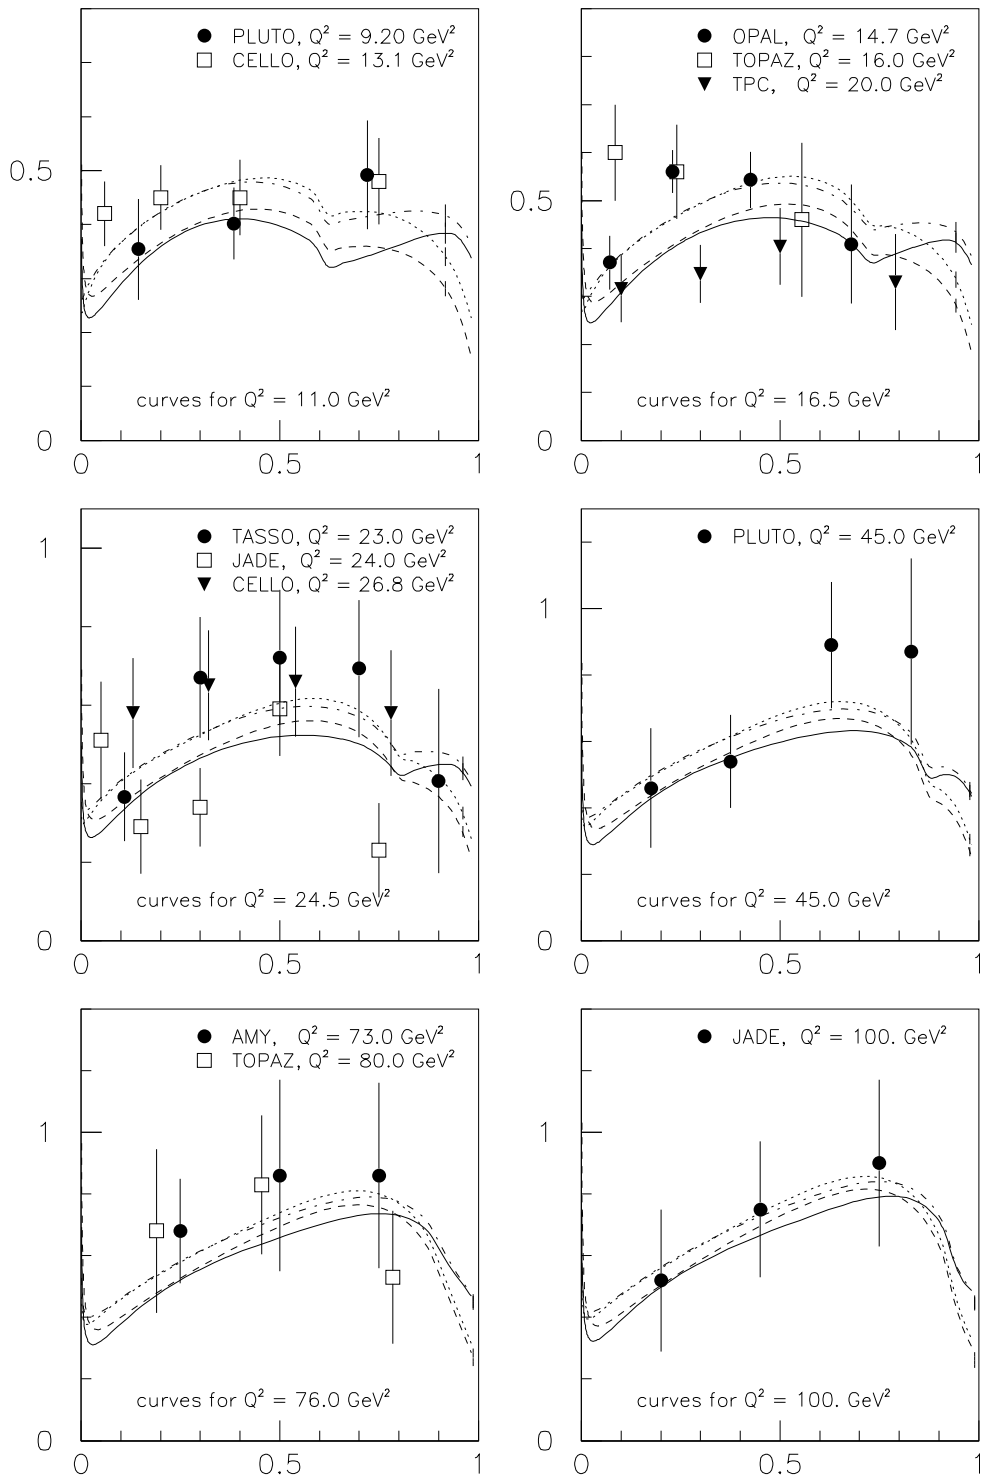 PLUTO, Q² = 9.20 GeV²
CELLO, Q² = 13.1 GeV²
0.5
curves for Q² = 11.0 GeV²
0
0 0.5 1
OPAL, Q² = 14.7 GeV²
TOPAZ, Q² = 16.0 GeV²
TPC, Q² = 20.0 GeV²
0.5
curves for Q² = 16.5 GeV²
0
0 0.5 1
TASSO, Q² = 23.0 GeV²
JADE, Q² = 24.0 GeV²
CELLO, Q² = 26.8 GeV²
1
curves for Q² = 24.5 GeV²
0
0 0.5 1
PLUTO, Q² = 45.0 GeV²
1
curves for Q² = 45.0 GeV²
0
0 0.5 1
AMY, Q² = 73.0 GeV²
TOPAZ, Q² = 80.0 GeV²
1
curves for Q² = 76.0 GeV²
0
0 0.5 1
JADE, Q² = 100. GeV²
1
curves for Q² = 100. GeV²
0
0 0.5 1